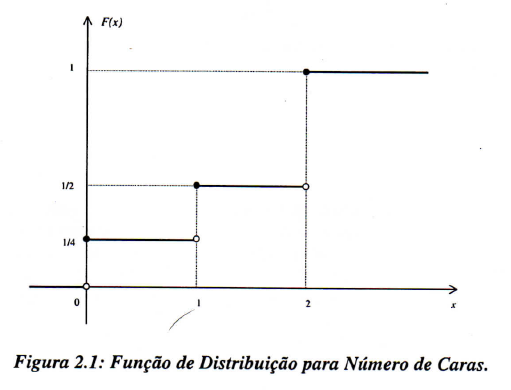 F(x)
1
1/2
1/4
0 1 2 x
Figura 2.1: Função de Distribuição para Número de Caras.